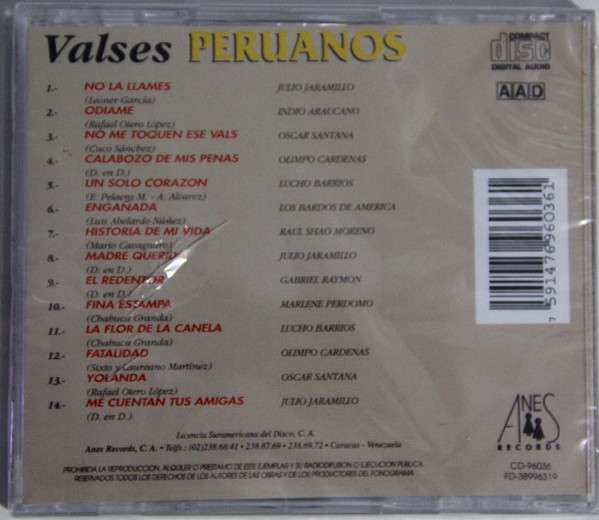 Valses PERUANOS
COMPACT
disc
DIGITAL AUDIO
AAD
1.- NO LA LLAMES JULIO JARAMILLO
(Leoner García)
2.- ODIAME INDIO ARAUCANO
(Rafael Otero López)
3.- NO ME TOQUEN ESE VALS OSCAR SANTANA
(Cuco Sánchez)
4.- CALABOZO DE MIS PENAS OLIMPO CARDENAS
(D. en D.)
5.- UN SOLO CORAZON LUCHO BARRIOS
(E. Pelaens M. - A. Alvarez)
6.- ENGAÑADA LOS BARDOS DE AMERICA
(Luis Abelardo Núñez)
7.- HISTORIA DE MI VIDA RAUL SHAO MORENO
(Mario Cavagnaro)
8.- MADRE QUERIDA JULIO JARAMILLO
(D. en D.)
9.- EL REDENTOR GABRIEL RAYMON
(D. en D.)
10.- FINA ESTAMPA MARLENE PERDOMO
(Chabuca Granda)
11.- LA FLOR DE LA CANELA LUCHO BARRIOS
(Chabuca Granda)
12.- FATALIDAD OLIMPO CARDENAS
(Sixto y Laureano Martínez)
13.- YOLANDA OSCAR SANTANA
(Rafael Otero López)
14.- ME CUENTAN TUS AMIGAS JULIO JARAMILLO
(D. en D.)
7 591476 960361
ANES
RECORDS
Licencia Suramericana del Disco, C. A.
Anes Records, C. A. • Telfs.: (02)238.68.41 • 238.87.69 • 238.69.72 • Caracas - Venezuela
PROHIBIDA LA REPRODUCCION, ALQUILER O PRESTAMO DE ESTE EJEMPLAR Y SU RADIODIFUSION O EJECUCION PUBLICA.
RESERVADOS TODOS LOS DERECHOS DE LOS AUTORES DE LAS OBRAS Y DE LOS PRODUCTORES DEL FONOGRAMA.
CD-96036
FD-38996319